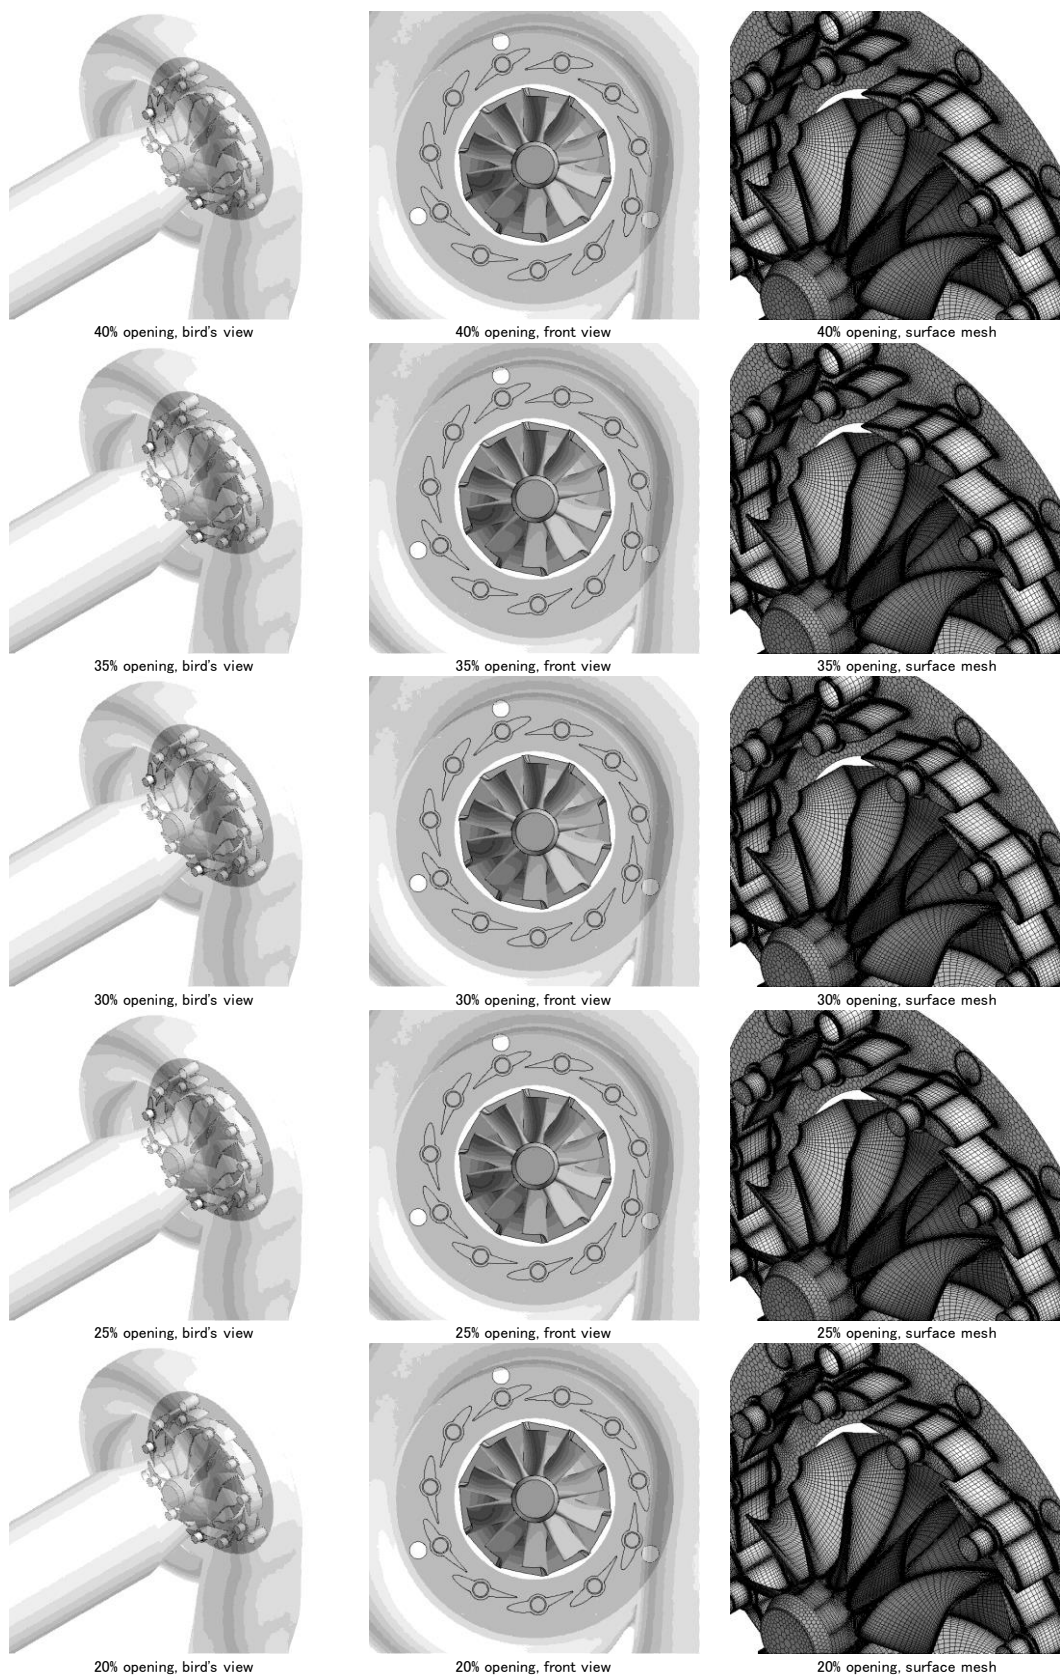 40% opening, bird's view
40% opening, front view
40% opening, surface mesh
35% opening, bird's view
35% opening, front view
35% opening, surface mesh
30% opening, bird's view
30% opening, front view
30% opening, surface mesh
25% opening, bird's view
25% opening, front view
25% opening, surface mesh
20% opening, bird's view
20% opening, front view
20% opening, surface mesh